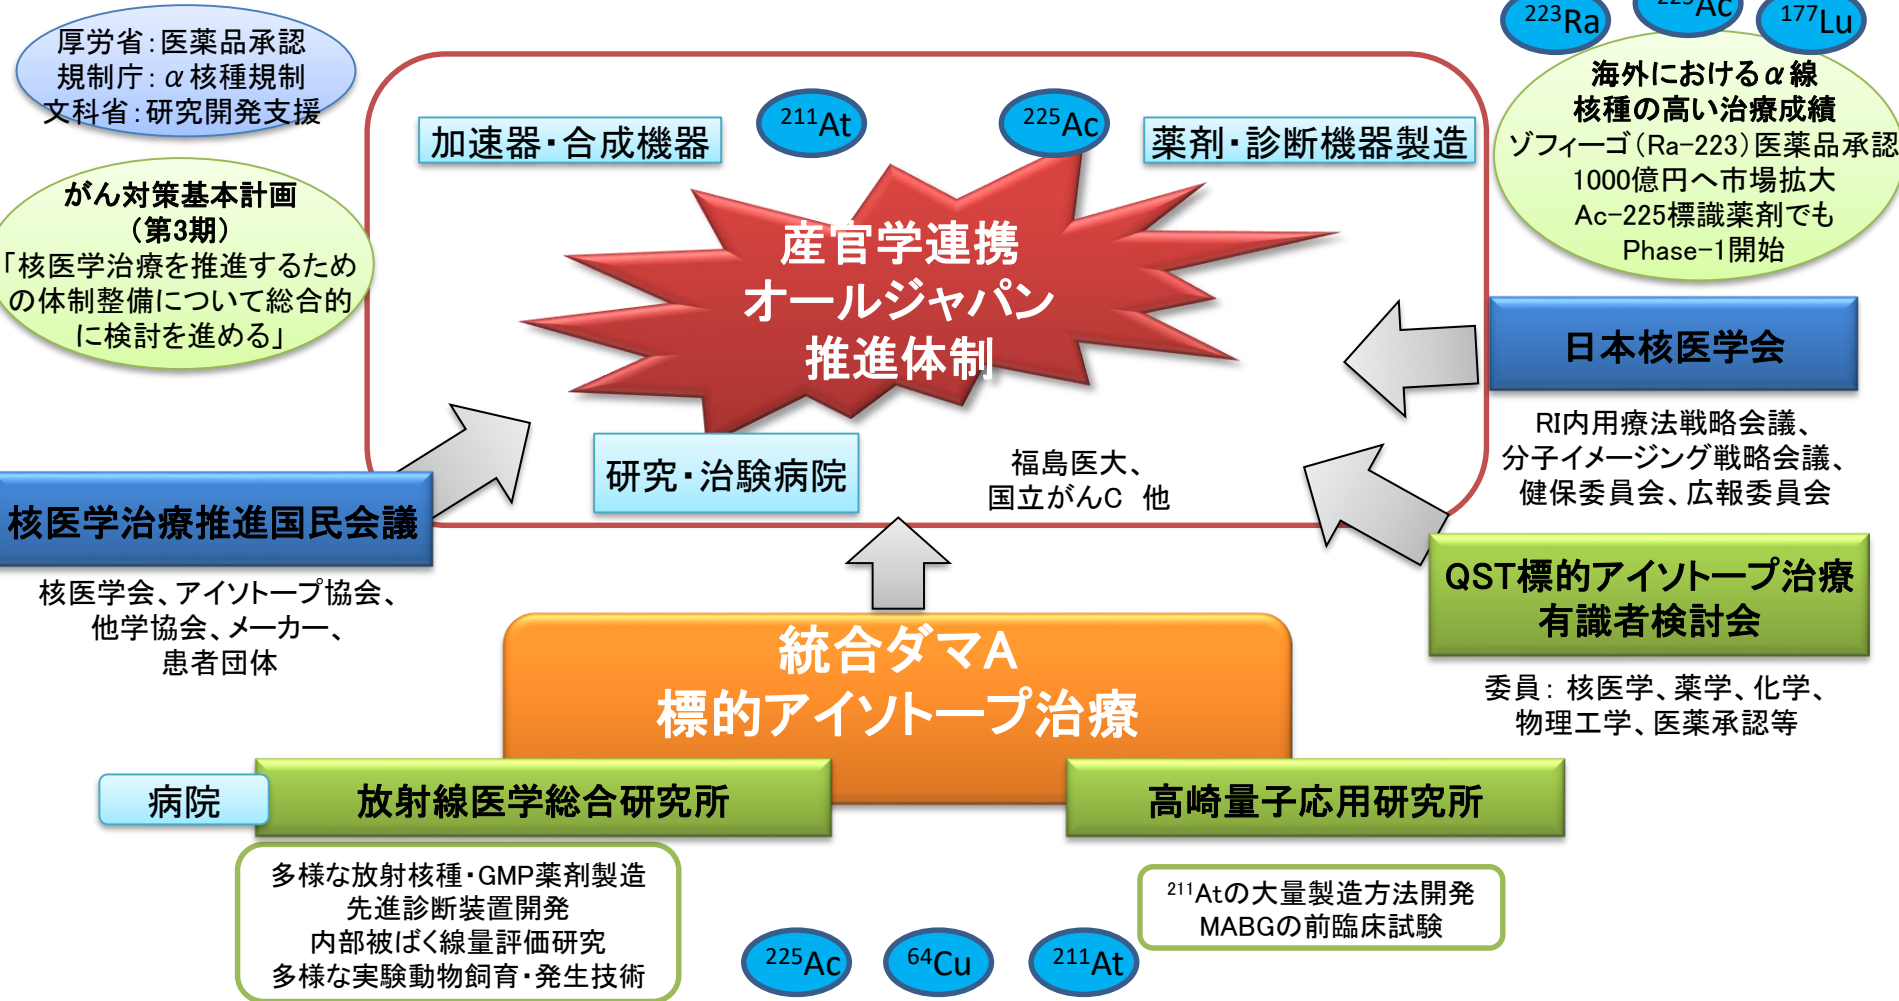 厚労省：医薬品承認
規制庁：α核種規制
文科省：研究開発支援
がん対策基本計画
（第3期）
「核医学治療を推進するため
の体制整備について総合的
に検討を進める」
加速器・合成機器
²¹¹At
²²⁵Ac
薬剤・診断機器製造
産官学連携
オールジャパン
推進体制
研究・治験病院
福島医大、
国立がんC 他
²²³Ra
²²⁵Ac
¹⁷⁷Lu
海外におけるα線
核種の高い治療成績
ゾフィーゴ（Ra-223）医薬品承認
1000億円へ市場拡大
Ac-225標識薬剤でも
Phase-1開始
日本核医学会
RI内用療法戦略会議、
分子イメージング戦略会議、
健保委員会、広報委員会
核医学治療推進国民会議
核医学会、アイソトープ協会、
他学協会、メーカー、
患者団体
QST標的アイソトープ治療
有識者検討会
委員： 核医学、薬学、化学、
物理工学、医薬承認等
統合ダマA
標的アイソトープ治療
病院
放射線医学総合研究所
高崎量子応用研究所
多様な放射核種・GMP薬剤製造
先進診断装置開発
内部被ばく線量評価研究
多様な実験動物飼育・発生技術
²²⁵Ac
⁶⁴Cu
²¹¹At
²¹¹Atの大量製造方法開発
MABGの前臨床試験